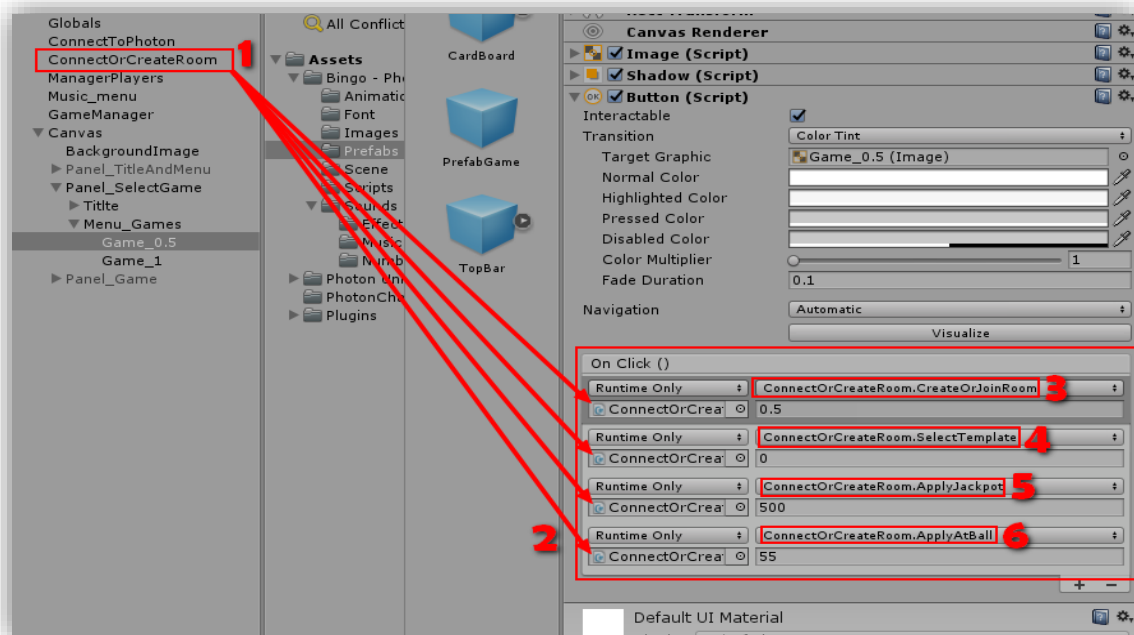 Globals
ConnectToPhoton
ConnectOrCreateRoom
1
ManagerPlayers
Music_menu
GameManager
Canvas
BackgroundImage
Panel_TitleAndMenu
Panel_SelectGame
Titlte
Menu_Games
Game_0.5
Game_1
Panel_Game
All Conflict
Assets
Bingo - Pho
Animatio
Font
Images
Prefabs
Scene
Scripts
Sounds
Effect
Music
Numb
Photon Uni
PhotonCha
Plugins
CardBoard
PrefabGame
TopBar
Canvas Renderer
Image (Script)
Shadow (Script)
OK Button (Script)
Interactable
Transition Color Tint
Target Graphic Game_0.5 (Image)
Normal Color
Highlighted Color
Pressed Color
Disabled Color
Color Multiplier 1
Fade Duration 0.1
Navigation Automatic
Visualize
On Click ()
Runtime Only ConnectOrCreateRoom.CreateOrJoinRoom 3
ConnectOrCrea 0.5
Runtime Only ConnectOrCreateRoom.SelectTemplate 4
ConnectOrCrea 0
Runtime Only ConnectOrCreateRoom.ApplyJackpot 5
ConnectOrCrea 500
2 Runtime Only ConnectOrCreateRoom.ApplyAtBall 6
ConnectOrCrea 55
+ −
Default UI Material